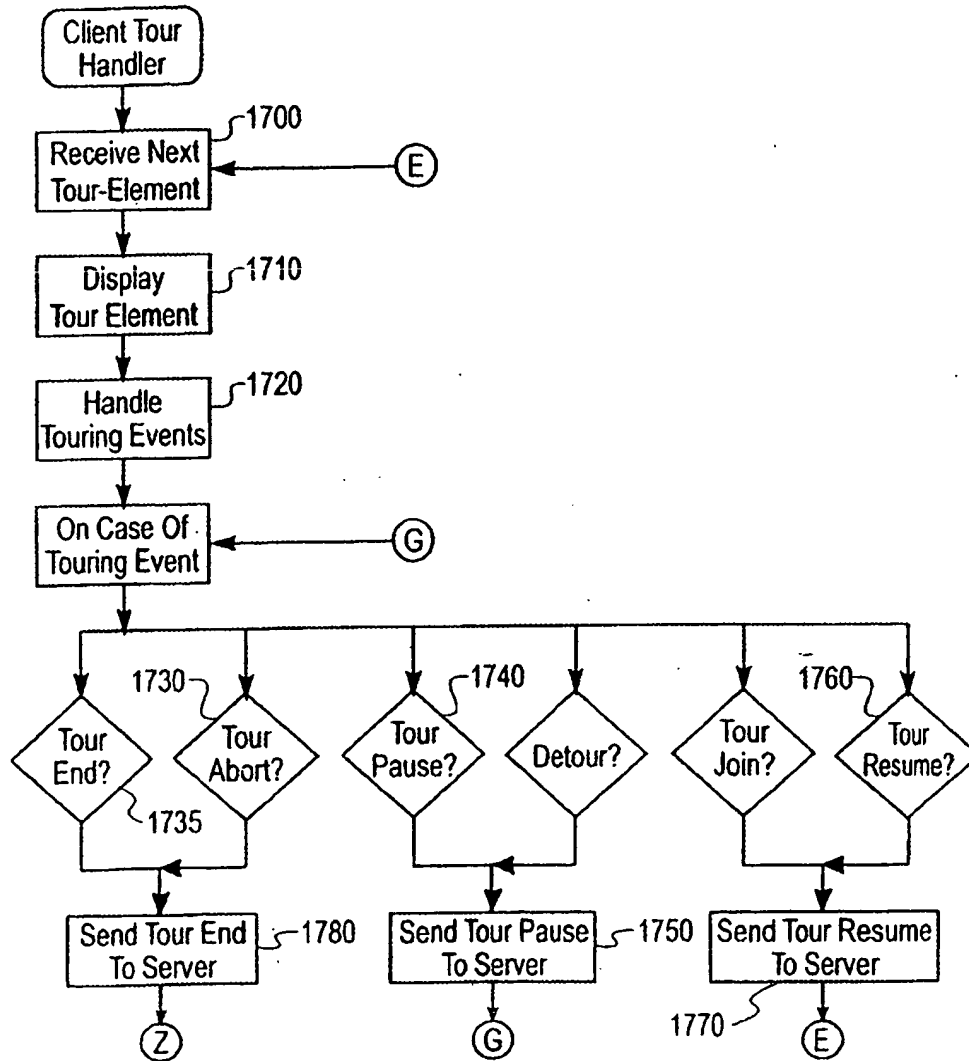 Client Tour
Handler
1700
Receive Next
Tour-Element
E
1710
Display
Tour Element
1720
Handle
Touring Events
On Case Of
Touring Event
G
1730
1740
1760
Tour
End?
Tour
Abort?
Tour
Pause?
Detour?
Tour
Join?
Tour
Resume?
1735
Send Tour End
To Server
1780
Send Tour Pause
To Server
1750
Send Tour Resume
To Server
1770
Z
G
E